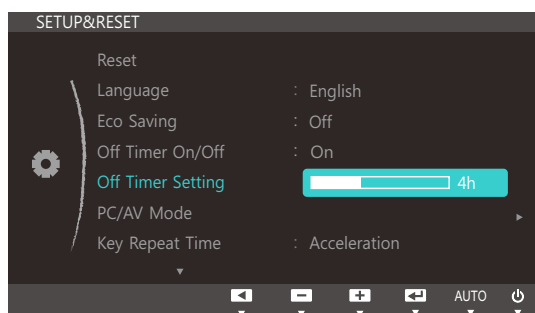 SETUP&RESET
Reset
Language : English
Eco Saving : Off
Off Timer On/Off : On
Off Timer Setting 4h
PC/AV Mode
Key Repeat Time : Acceleration
AUTO